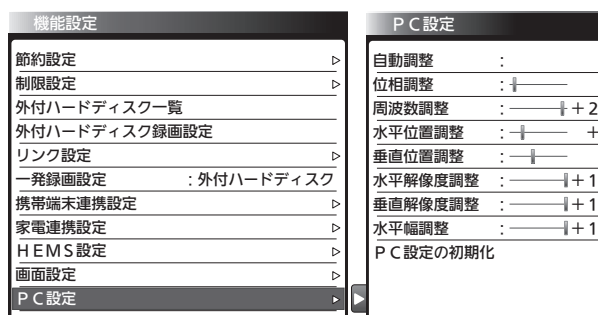 機能設定
節約設定
制限設定
外付ハードディスク一覧
外付ハードディスク録画設定
リンク設定
一発録画設定 : 外付ハードディスク
携帯端末連携設定
家電連携設定
HEMS設定
画面設定
PC設定
PC設定
自動調整 :
位相調整 :
周波数調整 : +2
水平位置調整 : +
垂直位置調整 :
水平解像度調整 : +1
垂直解像度調整 : +1
水平幅調整 : +1
PC設定の初期化